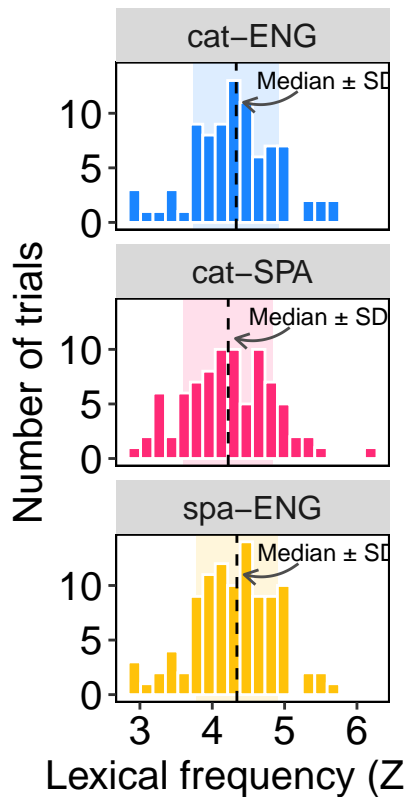 cat−ENG
Median ± SD
10
5
0
cat−SPA
Median ± SD
10
5
0
spa−ENG
Median ± SD
10
5
0
3 4 5 6
Lexical frequency (Z
Number of trials